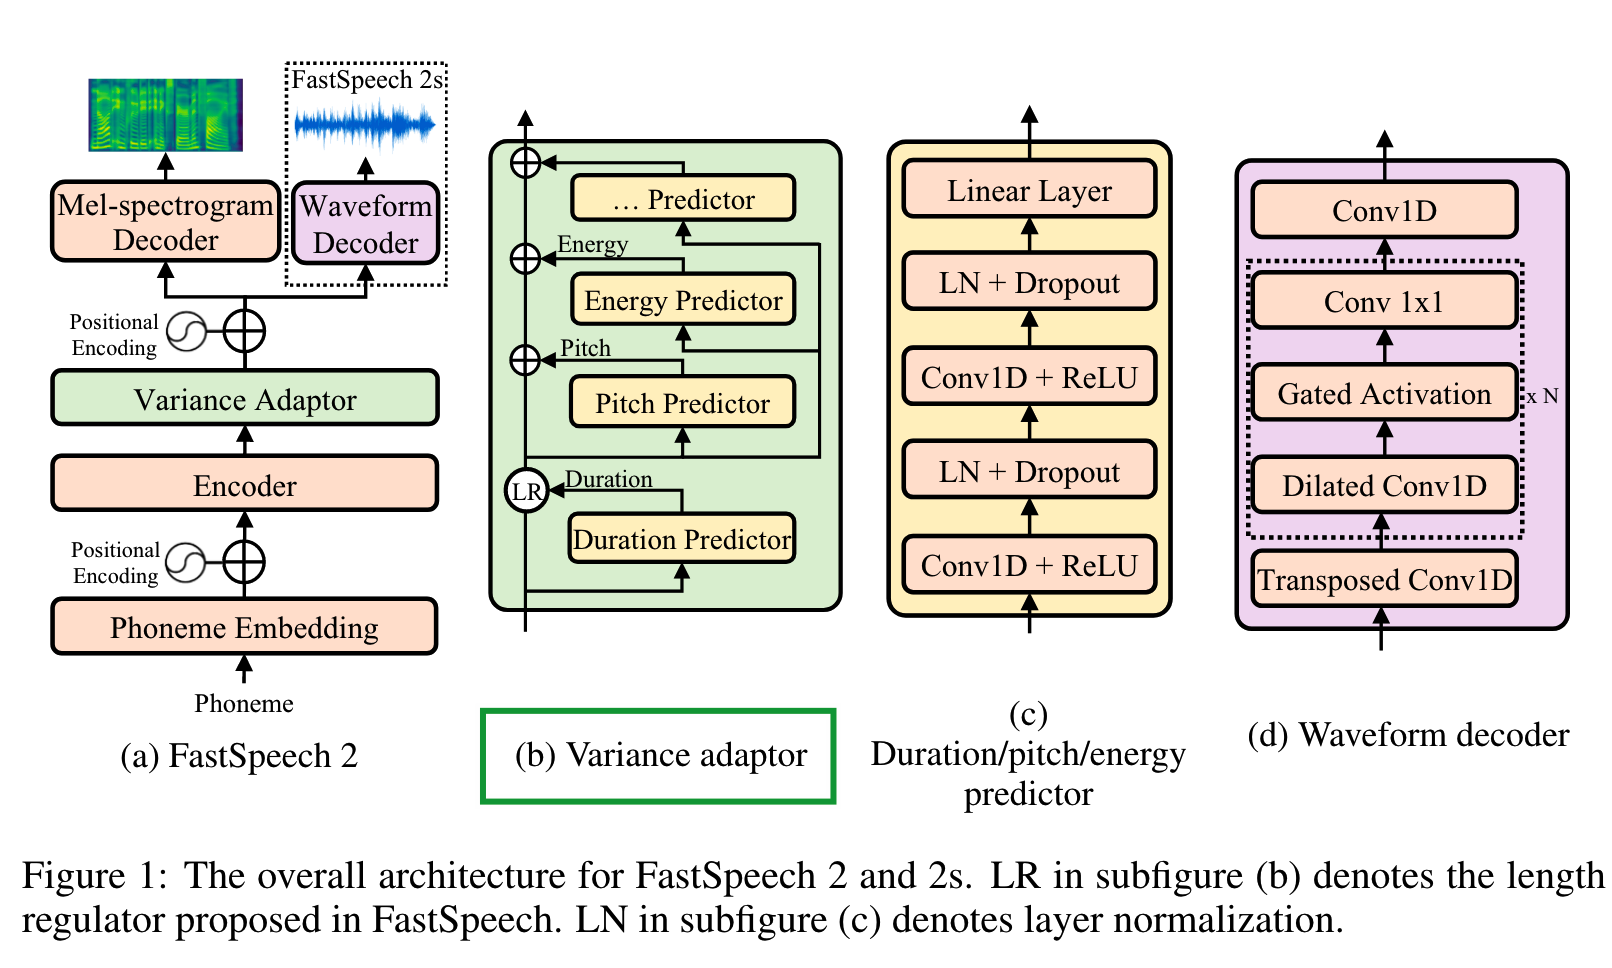 FastSpeech 2s
Mel-spectrogram
Decoder
Waveform
Decoder
Positional
Encoding
Variance Adaptor
Encoder
Positional
Encoding
Phoneme Embedding
Phoneme
(a) FastSpeech 2
… Predictor
Energy
Energy Predictor
Pitch
Pitch Predictor
LR
Duration
Duration Predictor
(b) Variance adaptor
Linear Layer
LN + Dropout
Conv1D + ReLU
LN + Dropout
Conv1D + ReLU
(c)
Duration/pitch/energy
predictor
Conv1D
Conv 1x1
Gated Activation
x N
Dilated Conv1D
Transposed Conv1D
(d) Waveform decoder
Figure 1: The overall architecture for FastSpeech 2 and 2s. LR in subfigure (b) denotes the length
regulator proposed in FastSpeech. LN in subfigure (c) denotes layer normalization.